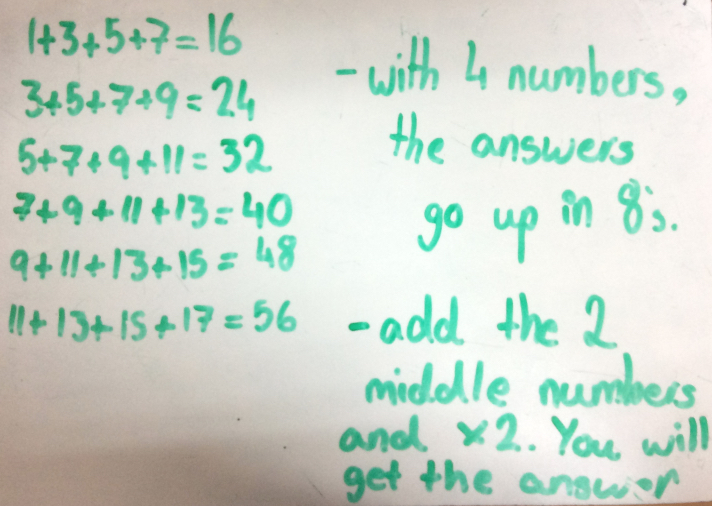 1+3+5+7=16
3+5+7+9=24
5+7+9+11=32
7+9+11+13=40
9+11+13+15=48
11+13+15+17=56
-with 4 numbers,
the answers
go up in 8's.
-add the 2
middle numbers
and x2. You will
get the answer